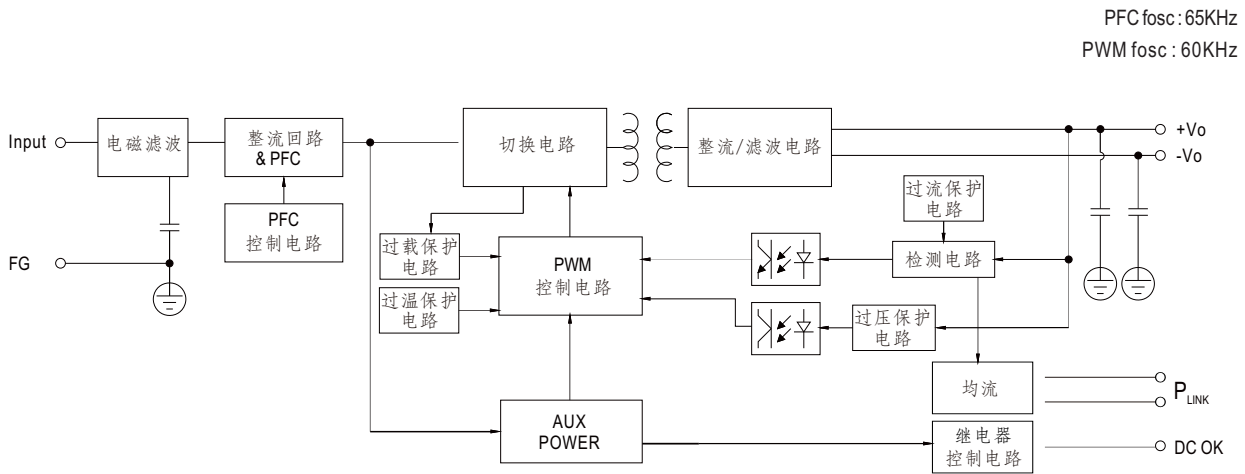 PFC fosc : 65KHz
PWM fosc : 60KHz
Input
电磁滤波
整流回路
& PFC
切换电路
整流/滤波电路
+Vo
-Vo
PFC
控制电路
过流保护
电路
过载保护
电路
PWM
控制电路
检测电路
FG
过温保护
电路
过压保护
电路
均流
PLINK
AUX
POWER
继电器
控制电路
DC OK